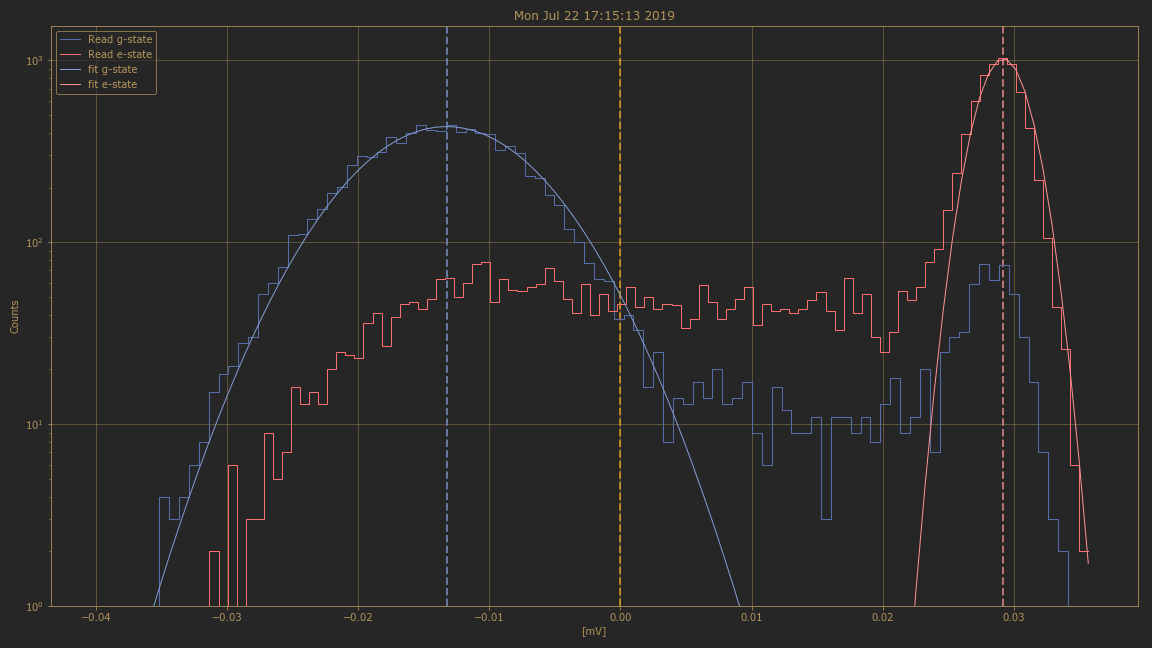 Mon Jul 22 17:15:13 2019
Read g-state
Read e-state
fit g-state
fit e-state
Counts
10³
10²
10¹
10⁰
−0.04 −0.03 −0.02 −0.01 0.00 0.01 0.02 0.03
[mV]